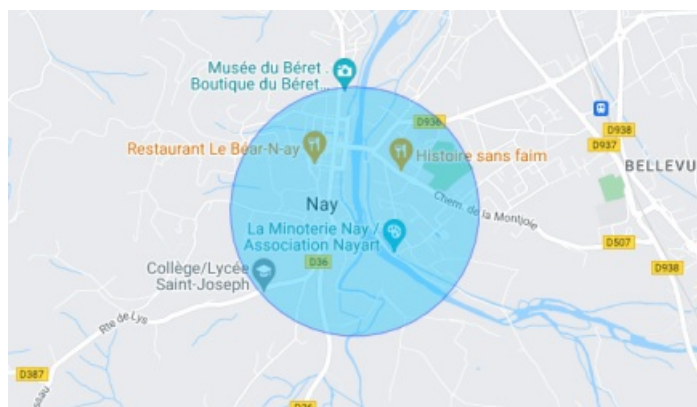 Musée du Béret .
Boutique du Béret...
D936
D938
D937
Restaurant Le Béar-N-ay
Histoire sans faim
BELLEVU
Nay
Chem. de la Montjoie
La Minoterie Nay /
Association Nayart
D507
D36
Collège/Lycée
Saint-Joseph
D938
Rte de Lys
D387